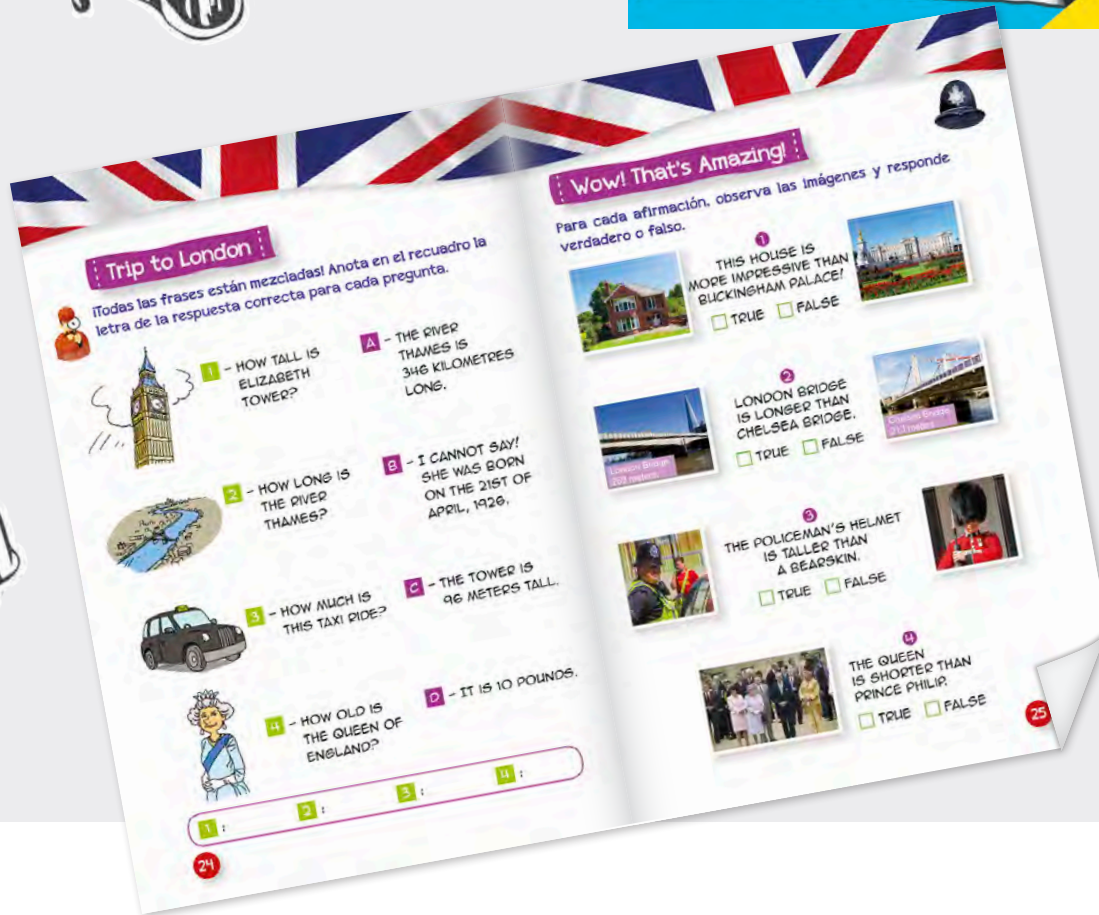 Trip to London
¡Todas las frases están mezcladas! Anota en el recuadro la
letra de la respuesta correcta para cada pregunta.
1 - HOW TALL IS
ELIZABETH
TOWER?
A - THE RIVER
THAMES IS
346 KILOMETRES
LONG.
2 - HOW LONG IS
THE RIVER
THAMES?
B - I CANNOT SAY!
SHE WAS BORN
ON THE 21ST OF
APRIL, 1926.
3 - HOW MUCH IS
THIS TAXI RIDE?
C - THE TOWER IS
96 METERS TALL.
4 - HOW OLD IS
THE QUEEN OF
ENGLAND?
D - IT IS 10 POUNDS.
1 : 2 : 3 : 4 :
24
Wow! That's Amazing!
Para cada afirmación, observa las imágenes y responde
verdadero o falso.
1
THIS HOUSE IS
MORE IMPRESSIVE THAN
BUCKINGHAM PALACE!
TRUE FALSE
2
LONDON BRIDGE
IS LONGER THAN
CHELSEA BRIDGE.
TRUE FALSE
London Bridge
meters
Chelsea Bridge
meters
3
THE POLICEMAN'S HELMET
IS TALLER THAN
A BEARSKIN.
TRUE FALSE
4
THE QUEEN
IS SHORTER THAN
PRINCE PHILIP.
TRUE FALSE
25